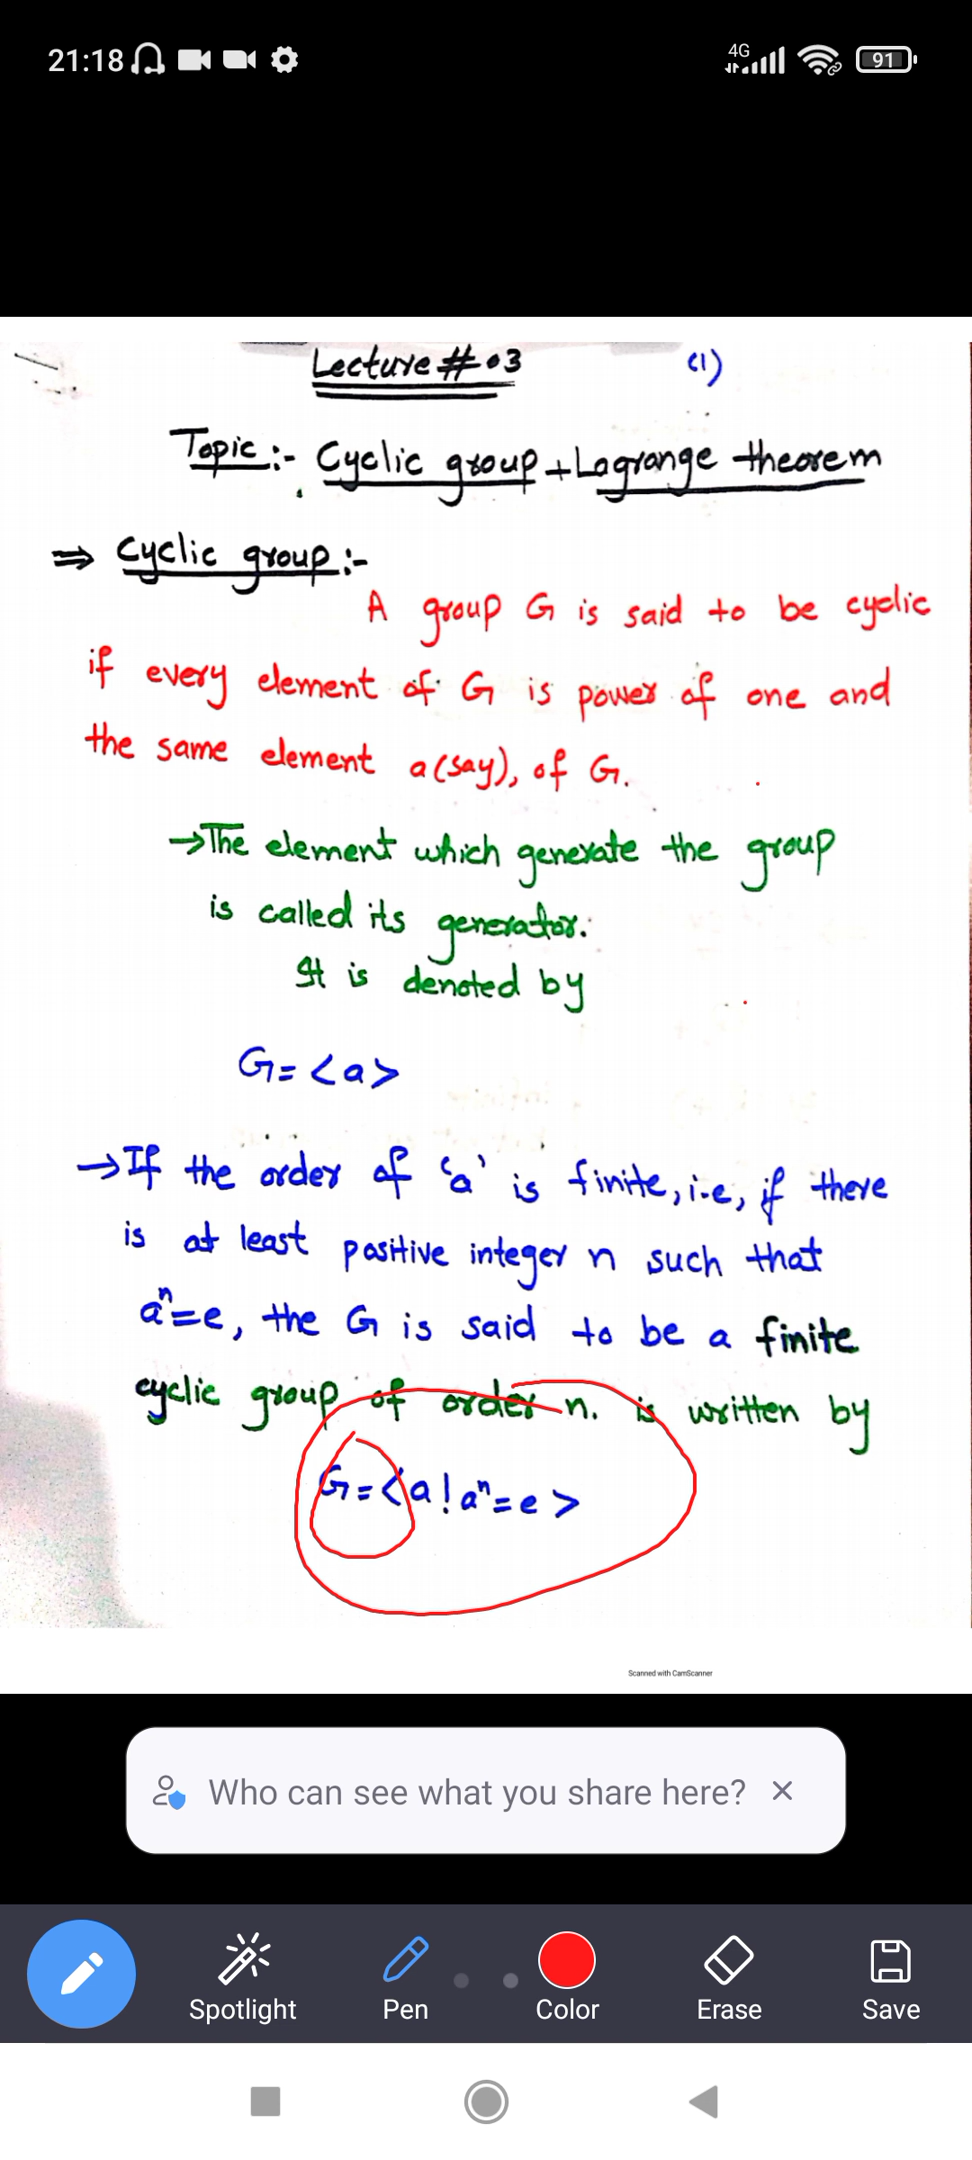 21:18
4G
91
Lecture # 03
(1)
Topic:- Cyclic group + Lagrange theorem
⇒ Cyclic group:-
A group G is said to be cyclic
if every element of G is power of one and
the same element a(say), of G.
→The element which generate the group
is called its generator.
It is denoted by
G = <a>
→If the order of 'a' is finite, i-e, if there
is at least positive integer n such that
aⁿ=e, the G is said to be a finite
cyclic group of order n. is written by
G = <a ! aⁿ = e >
Scanned with CamScanner
Who can see what you share here? ×
Spotlight
Pen
Color
Erase
Save